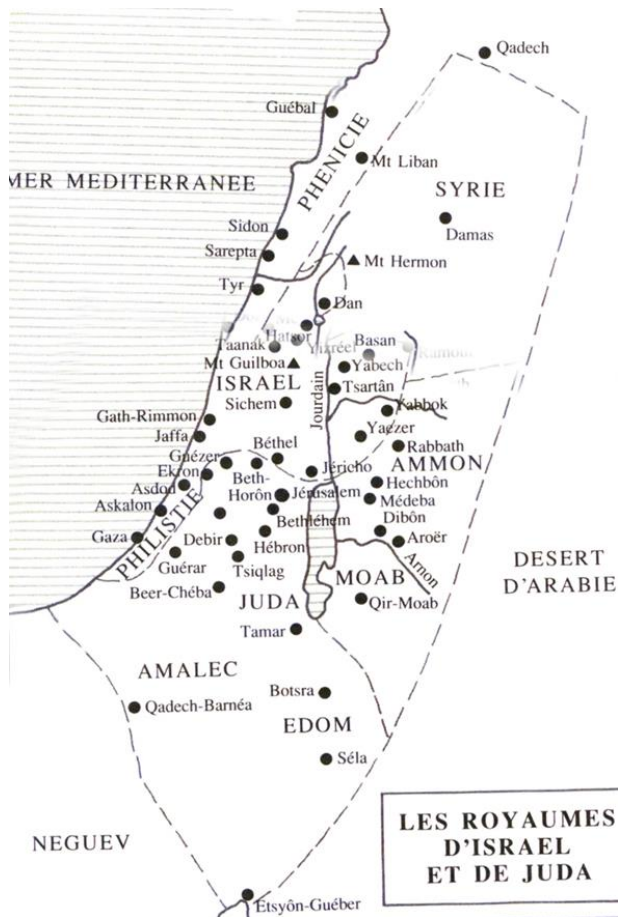 Qadech
Guébal
PHENICIE
Mt Liban
MER MEDITERRANEE
SYRIE
Sidon
Damas
Sarepta
Mt Hermon
Tyr
Dan
Hatsor
Taanák
Yizréel
Basan
Mt Guilboa
Yabech
ISRAEL
Tsartân
Sichem
Jourdain
Yabbok
Gath-Rimmon
Jaffa
Yaezer
Rabbath
Guézer
Béthel
Jéricho
AMMON
Ekron
Beth-
Horôn
Hechbôn
Asdod
Jérusalem
Médeba
Askalon
Bethléhem
Dibôn
PHILISTIE
Gaza
Debir
Hébron
Aroër
Arnon
Guérar
Tsiqlag
MOAB
DESERT
D'ARABIE
Beer-Chéba
JUDA
Qir-Moab
Tamar
AMALEC
Botsra
Qadech-Barnéa
EDOM
Séla
NEGUEV
LES ROYAUMES
D'ISRAEL
ET DE JUDA
Etsyôn-Guéber